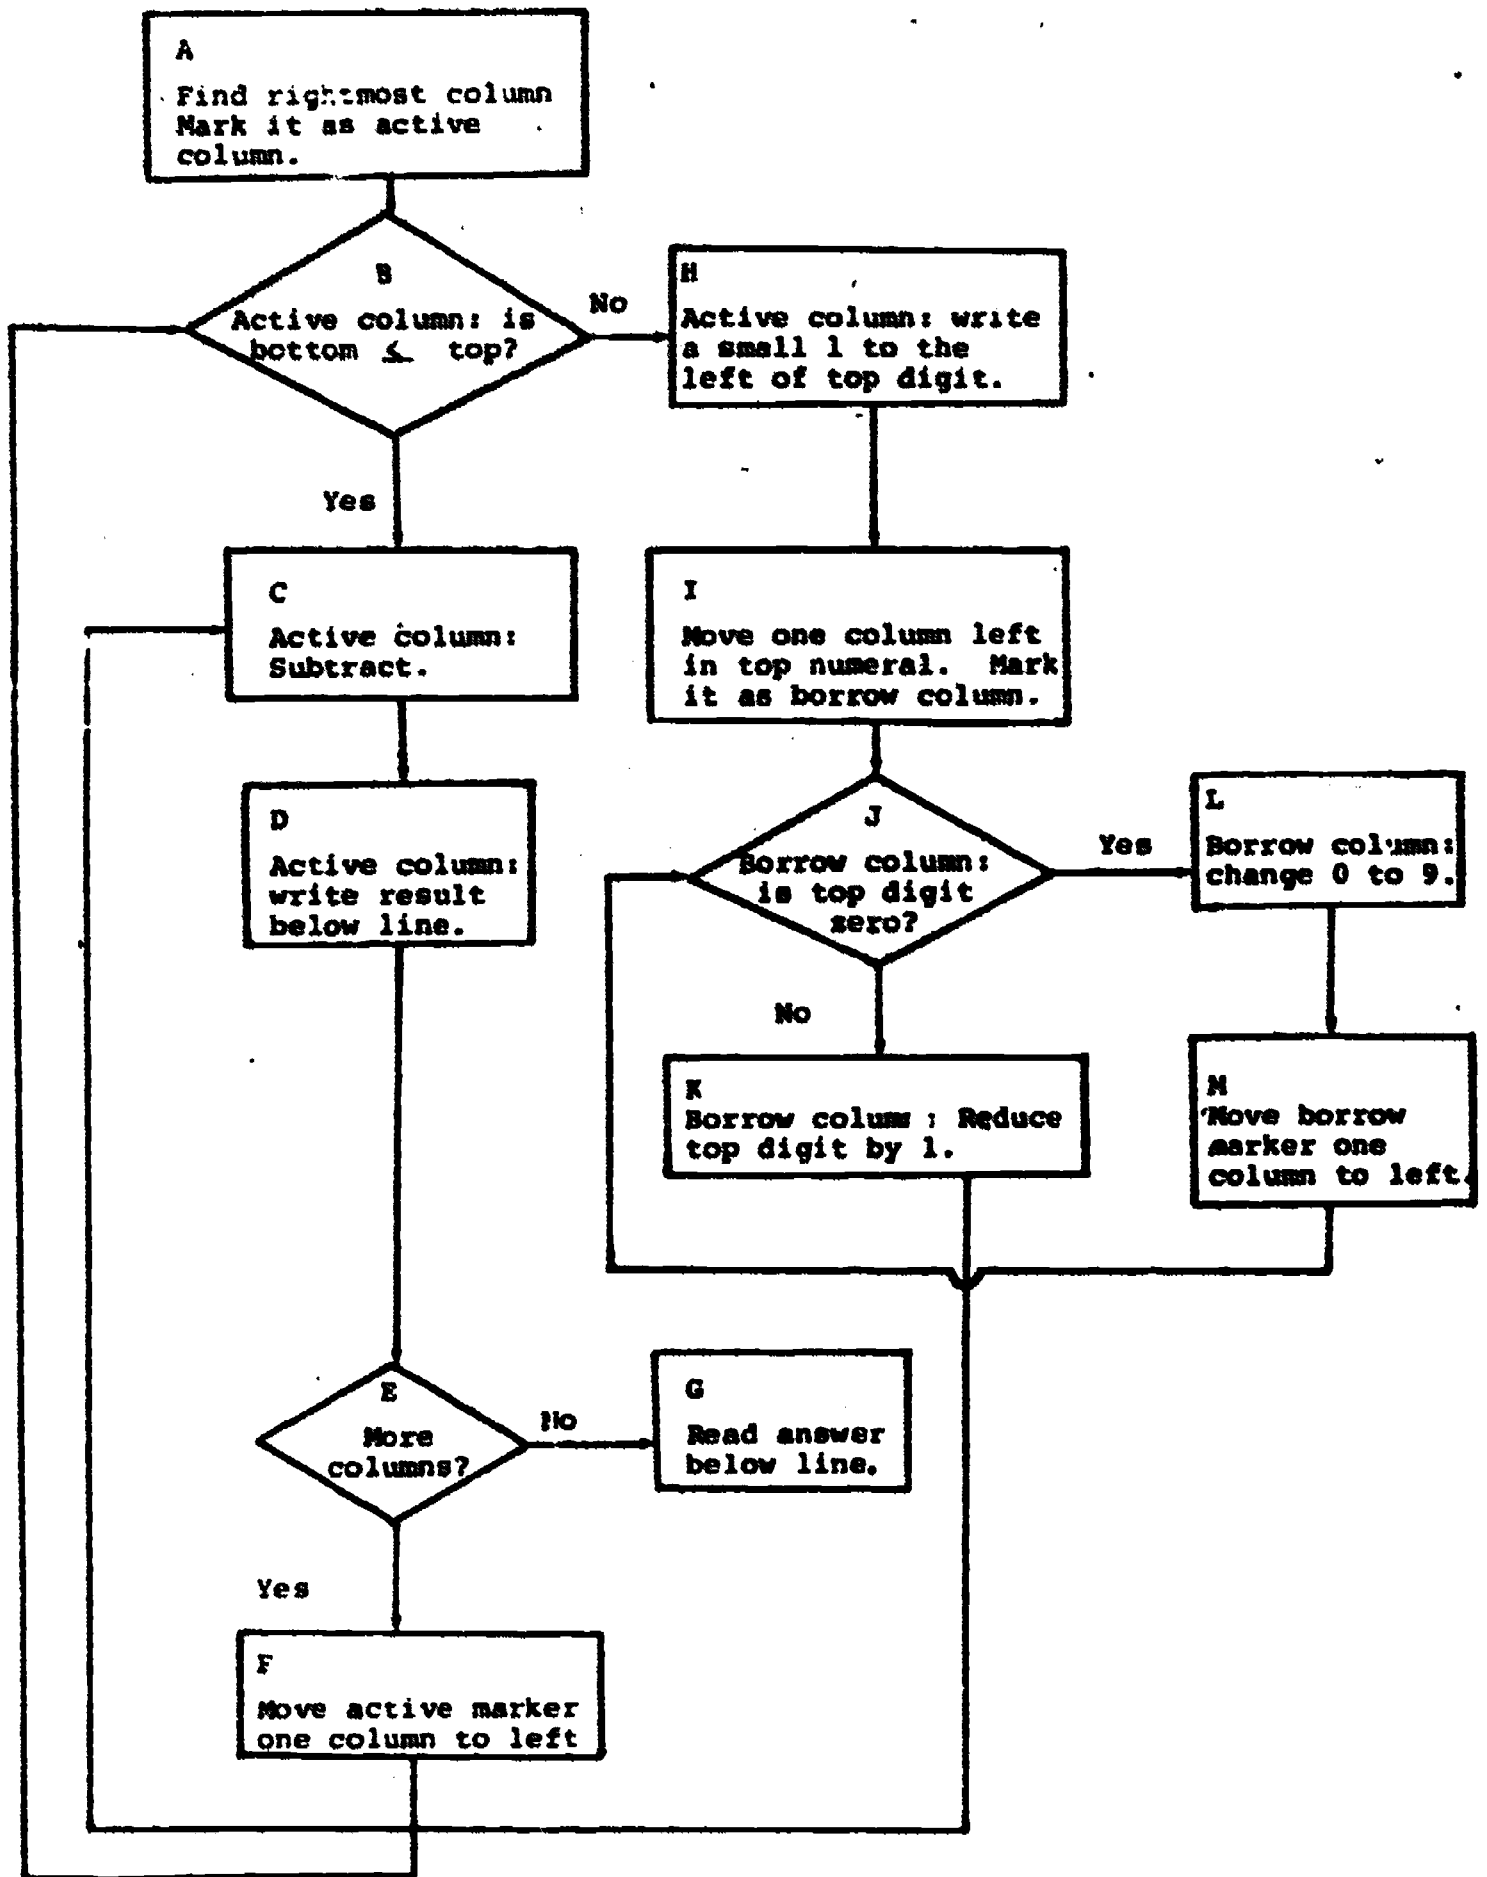 A
Find rightmost column
Mark it as active
column.
B
Active column: is
bottom ≤ top?
No
H
Active column: write
a small 1 to the
left of top digit.
Yes
C
Active column:
Subtract.
I
Move one column left
in top numeral. Mark
it as borrow column.
D
Active column:
write result
below line.
J
Borrow column:
is top digit
zero?
Yes
L
Borrow column:
change 0 to 9.
No
K
Borrow column : Reduce
top digit by 1.
M
Move borrow
marker one
column to left.
E
More
columns?
No
G
Read answer
below line.
Yes
F
Move active marker
one column to left